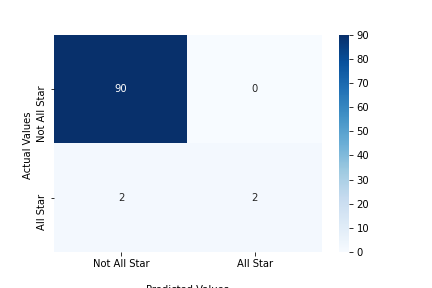 90
80
70
60
50
40
30
20
10
0
Actual Values
Not All Star
All Star
90
0
2
2
Not All Star
All Star
Predicted Values